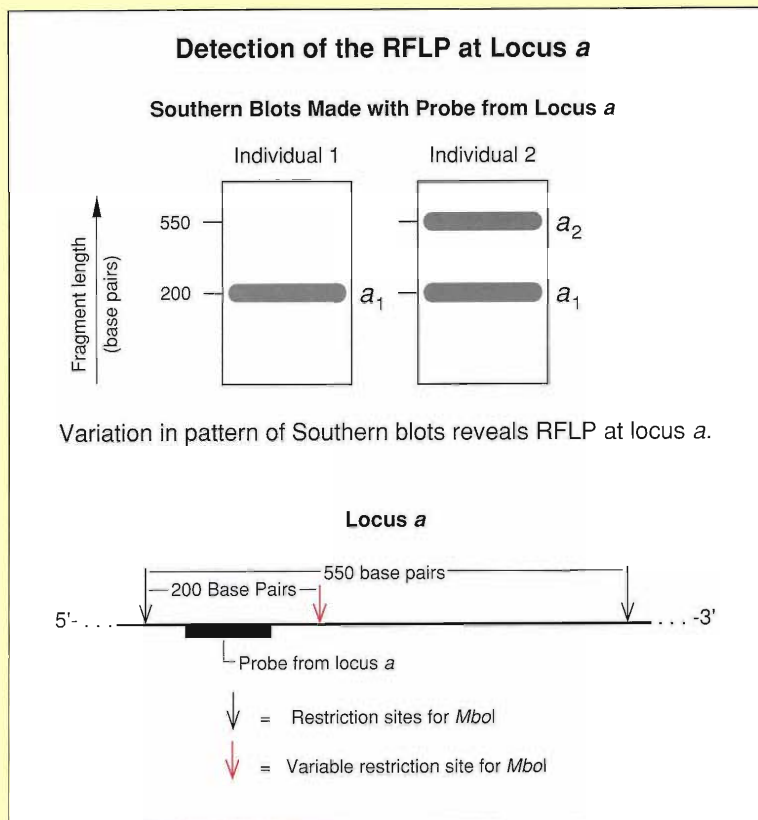 Detection of the RFLP at Locus a
Southern Blots Made with Probe from Locus a
Individual 1
Individual 2
Fragment length
(base pairs)
550
200
a1
a2
a1
Variation in pattern of Southern blots reveals RFLP at locus a.
Locus a
550 base pairs
200 Base Pairs
5'- . . .
. . . -3'
Probe from locus a
= Restriction sites for MboI
= Variable restriction site for MboI